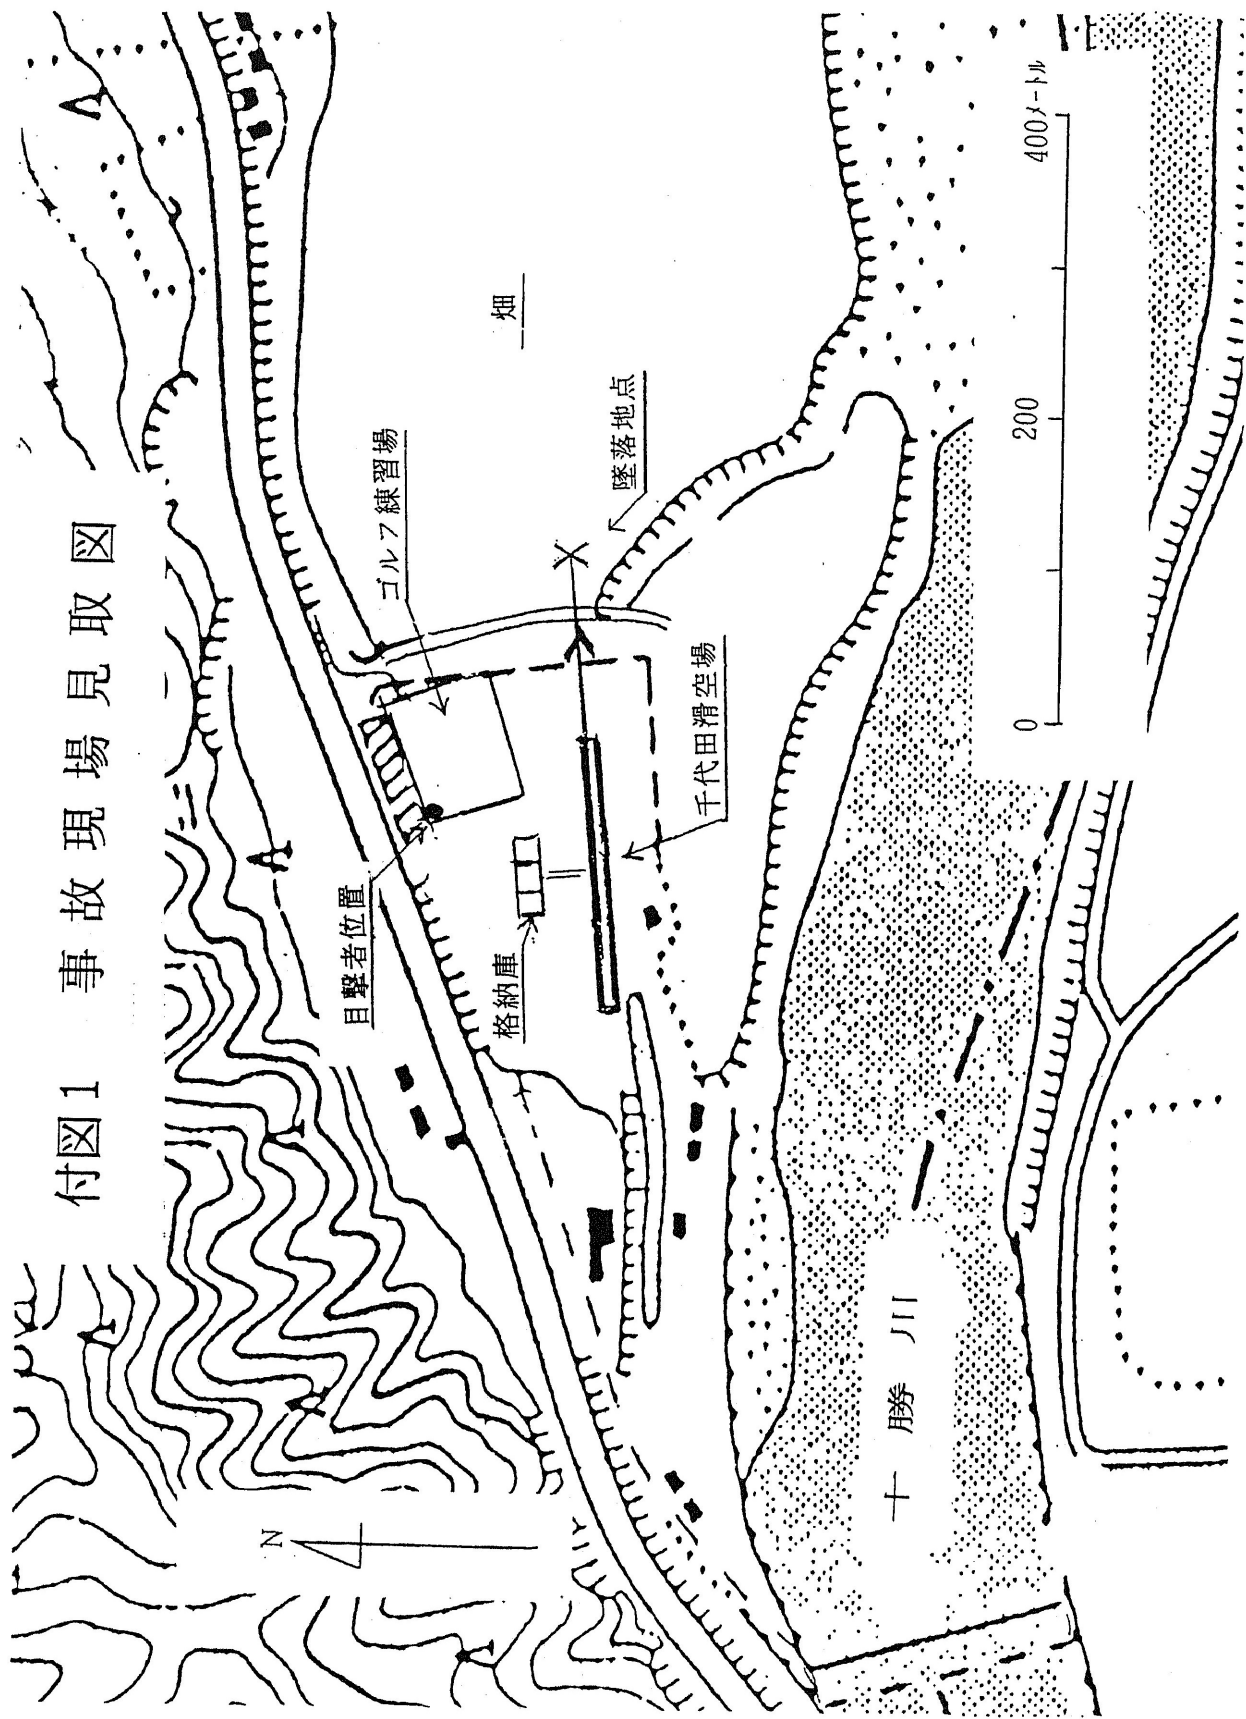 付図1 事故現場見取図
N
目撃者位置
ゴルフ練習場
格納庫
千代田滑空場
墜落地点
畑
十勝川
0 200 400メートル